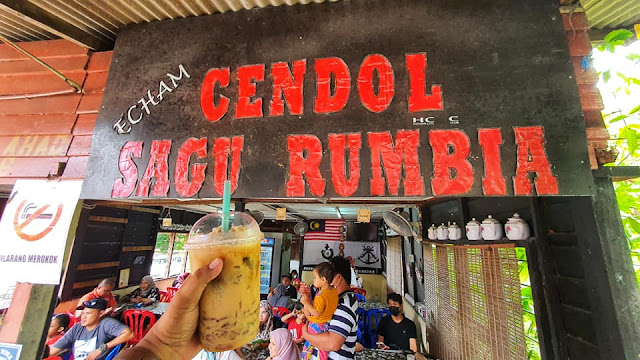 ECHAM
CENDOL
HC C
SAGU RUMBIA
DILARANG MEROKOK